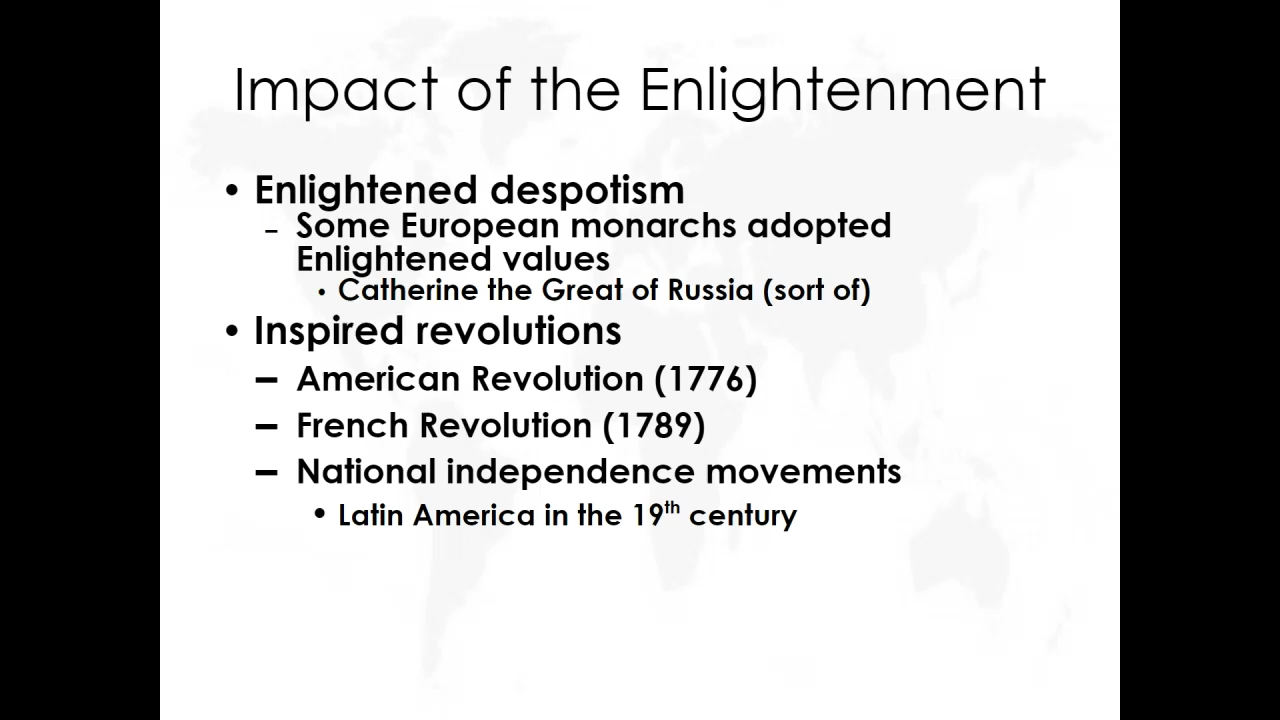 Impact of the Enlightenment
• Enlightened despotism
– Some European monarchs adopted
Enlightened values
• Catherine the Great of Russia (sort of)
• Inspired revolutions
– American Revolution (1776)
– French Revolution (1789)
– National independence movements
• Latin America in the 19th century